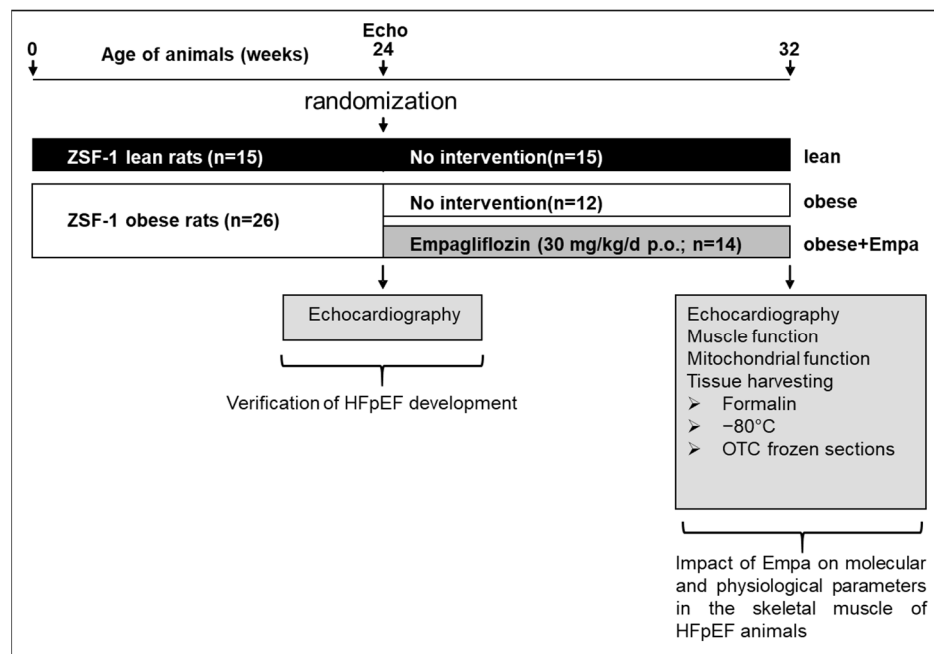 Echo
0 Age of animals (weeks) 24 32
randomization
ZSF-1 lean rats (n=15) No intervention(n=15) lean
No intervention(n=12) obese
ZSF-1 obese rats (n=26)
Empagliflozin (30 mg/kg/d p.o.; n=14) obese+Empa
Echocardiography
Verification of HFpEF development
Echocardiography
Muscle function
Mitochondrial function
Tissue harvesting
➢ Formalin
➢ −80°C
➢ OTC frozen sections
Impact of Empa on molecular
and physiological parameters
in the skeletal muscle of
HFpEF animals